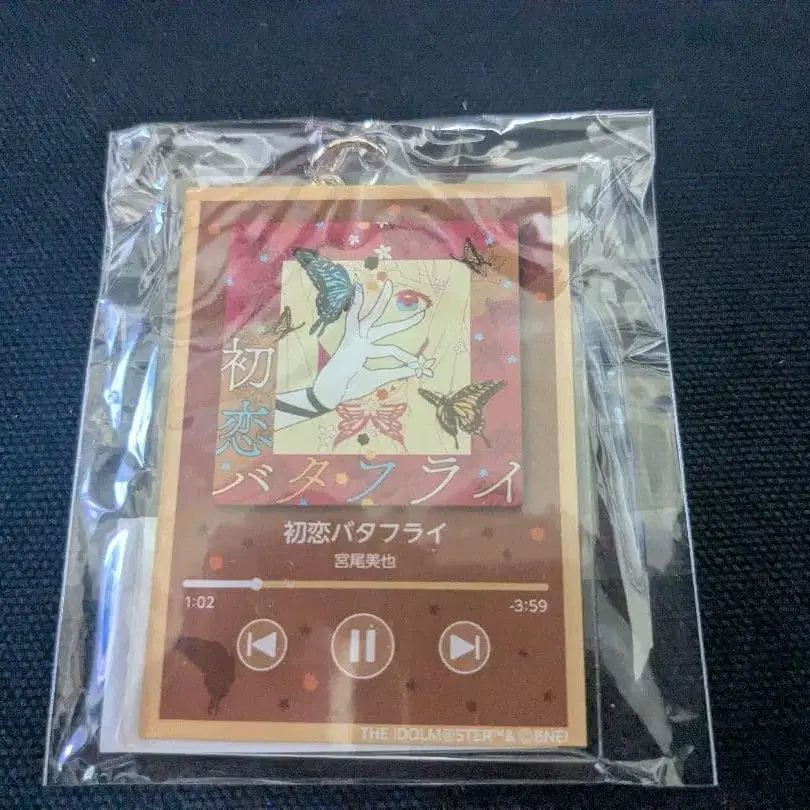 初
恋
バタフライ
初恋バタフライ
宮尾美也
1:02 -3:59
THE IDOLM@STER™& ©BNEI